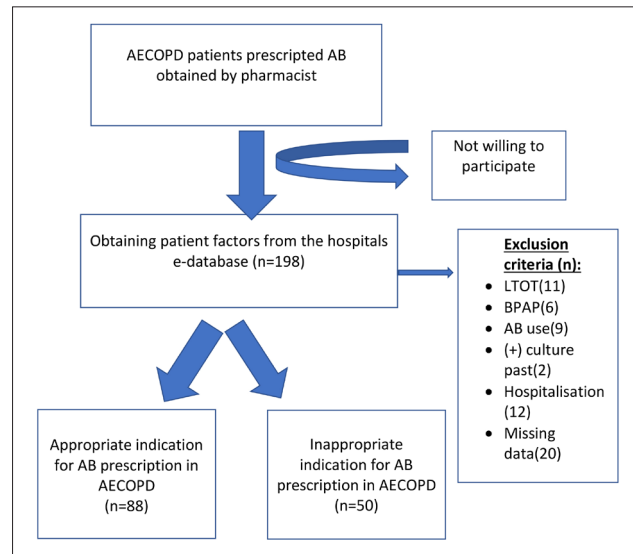 AECOPD patients prescripted AB
obtained by pharmacist
Not willing to
participate
Obtaining patient factors from the hospitals
e-database (n=198)
Exclusion
criteria (n):
• LTOT(11)
• BPAP(6)
• AB use(9)
• (+) culture
past(2)
• Hospitalisation
(12)
• Missing
data(20)
Appropriate indication
for AB prescription in
AECOPD
(n=88)
Inappropriate
indication for AB
prescription in AECOPD
(n=50)